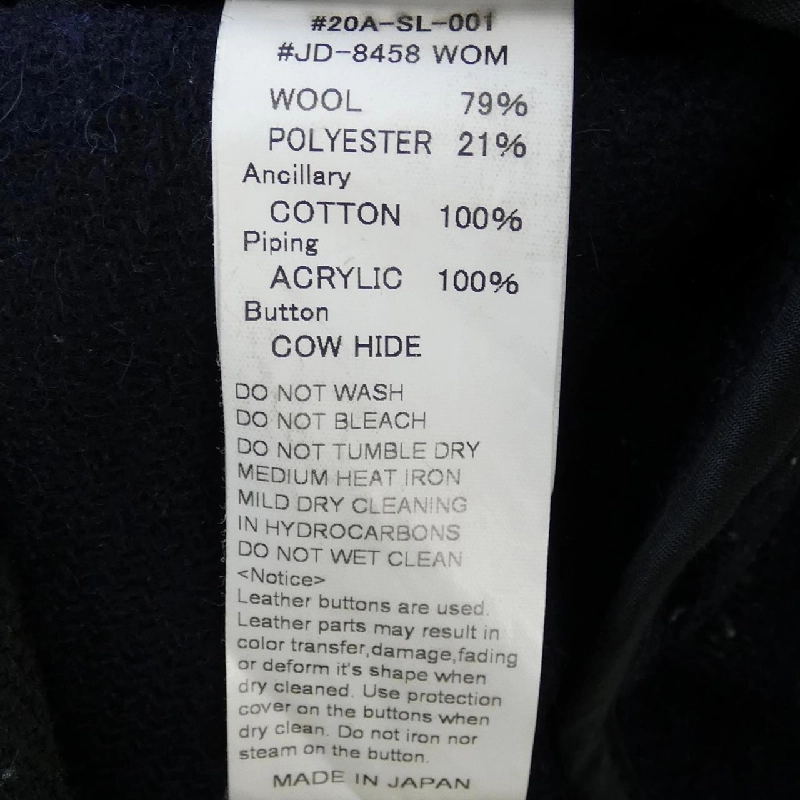 #20A-SL-001
#JD-8458 WOM
WOOL 79%
POLYESTER 21%
Ancillary
COTTON 100%
Piping
ACRYLIC 100%
Button
COW HIDE
DO NOT WASH
DO NOT BLEACH
DO NOT TUMBLE DRY
MEDIUM HEAT IRON
MILD DRY CLEANING
IN HYDROCARBONS
DO NOT WET CLEAN
<Notice>
Leather buttons are used.
Leather parts may result in
color transfer,damage,fading
or deform it's shape when
dry cleaned. Use protection
cover on the buttons when
dry clean. Do not iron nor
steam on the button.
MADE IN JAPAN